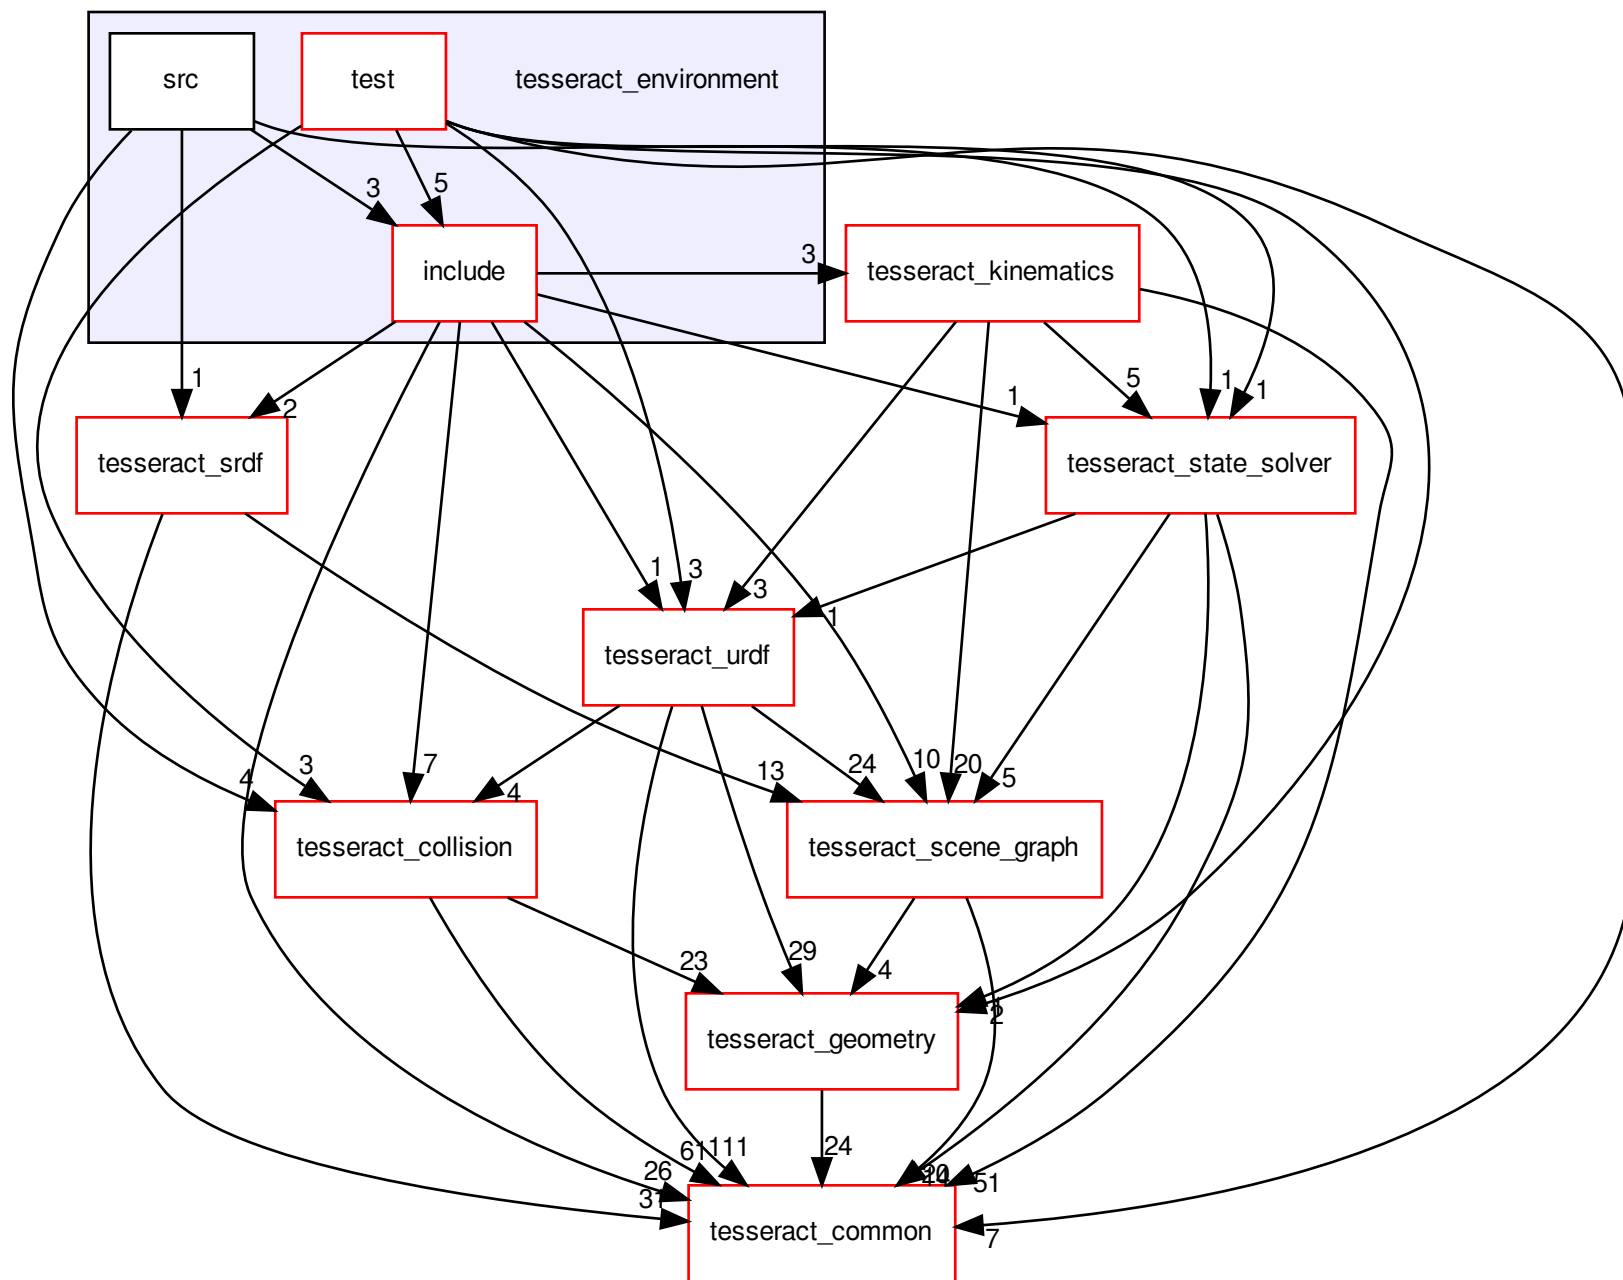 src
test
tesseract_environment
3
5
include
3
tesseract_kinematics
1
2
1
5
1
1
tesseract_srdf
tesseract_state_solver
1
3
3
1
tesseract_urdf
4
3
7
4
13
24
10
20
5
tesseract_collision
tesseract_scene_graph
23
29
4
2
tesseract_geometry
31
26
61
111
24
51
7
tesseract_common